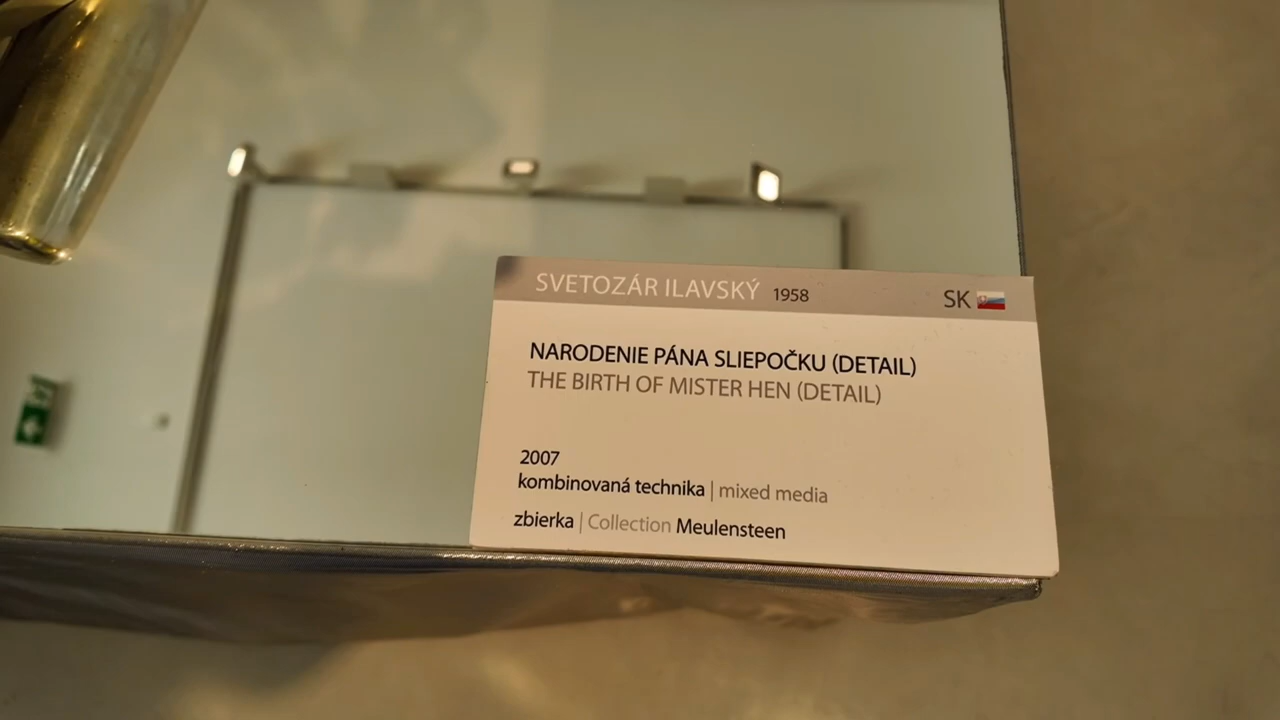 SVETOZÁR ILAVSKÝ 1958 SK
NARODENIE PÁNA SLIEPOČKU (DETAIL)
THE BIRTH OF MISTER HEN (DETAIL)
2007
kombinovaná technika | mixed media
zbierka | Collection Meulensteen